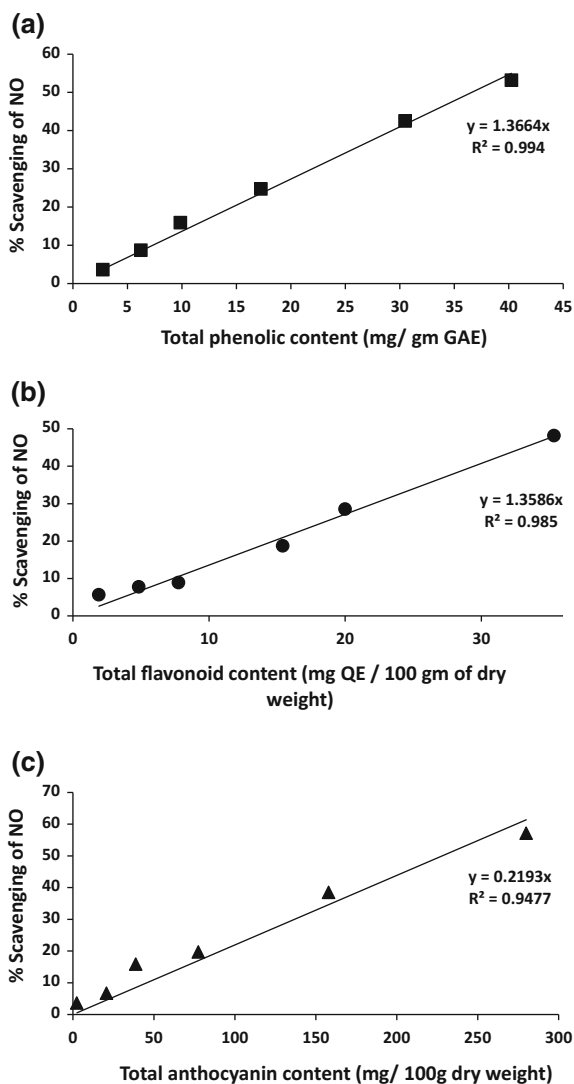 (a)
60
50
40
30
20
10
0
% Scavenging of NO
y = 1.3664x
R² = 0.994
0 5 10 15 20 25 30 35 40 45
Total phenolic content (mg/ gm GAE)
(b)
50
40
30
20
10
0
% Scavenging of NO
y = 1.3586x
R² = 0.985
0 10 20 30
Total flavonoid content (mg QE / 100 gm of dry
weight)
(c)
70
60
50
40
30
20
10
0
% Scavenging of NO
y = 0.2193x
R² = 0.9477
0 50 100 150 200 250 300
Total anthocyanin content (mg/ 100g dry weight)